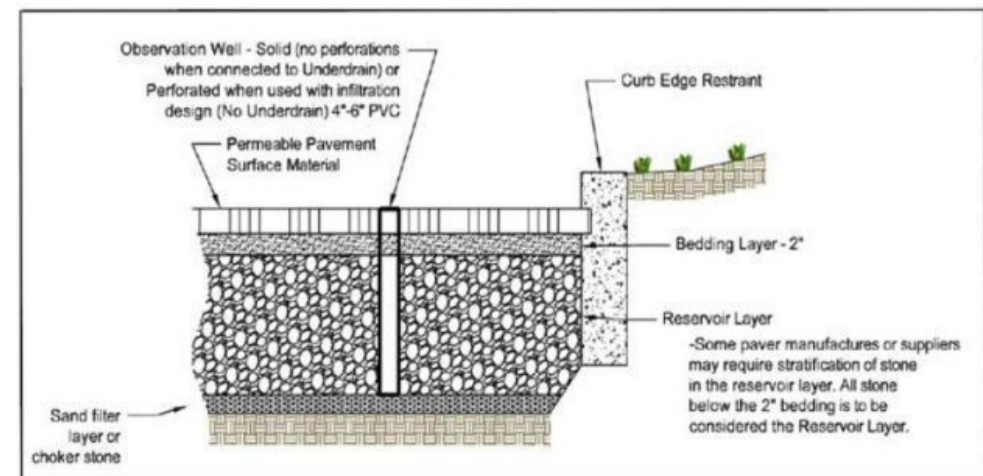 Observation Well - Solid (no perforations
when connected to Underdrain) or
Perforated when used with infiltration
design (No Underdrain) 4"-6" PVC
Permeable Pavement
Surface Material
Curb Edge Restraint
Bedding Layer - 2"
Reservoir Layer
-Some paver manufactures or suppliers
may require stratification of stone
in the reservoir layer. All stone
below the 2" bedding is to be
considered the Reservoir Layer.
Sand filter
layer or
choker stone